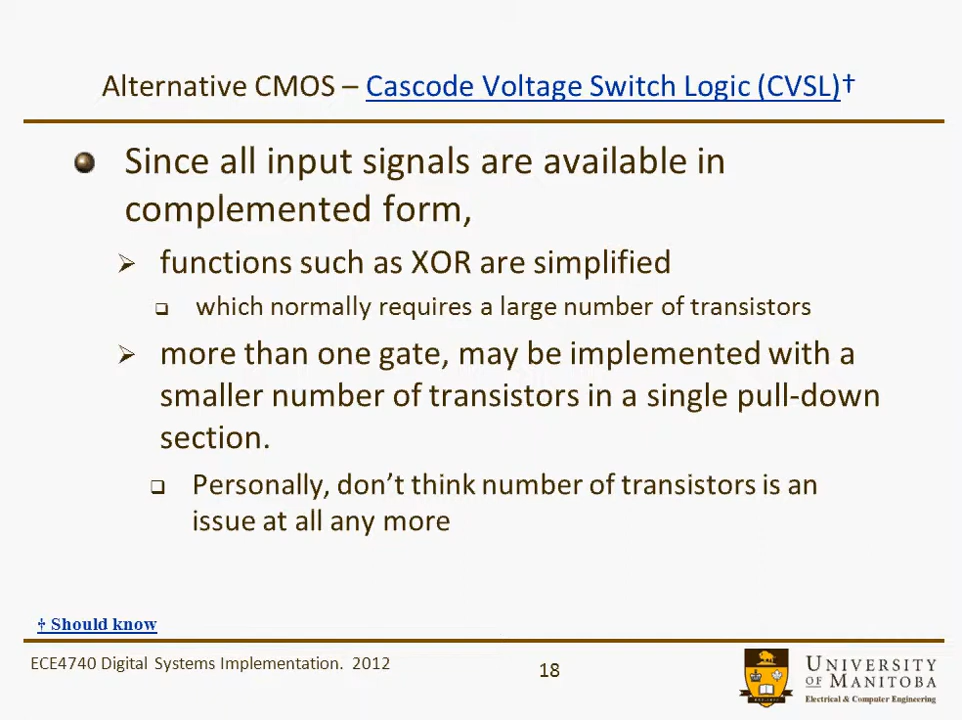 Alternative CMOS – Cascode Voltage Switch Logic (CVSL)†
Since all input signals are available in
complemented form,
functions such as XOR are simplified
which normally requires a large number of transistors
more than one gate, may be implemented with a
smaller number of transistors in a single pull-down
section.
Personally, don't think number of transistors is an
issue at all any more
† Should know
ECE4740 Digital Systems Implementation. 2012
18
UNIVERSITY
OF MANITOBA
Electrical & Computer Engineering